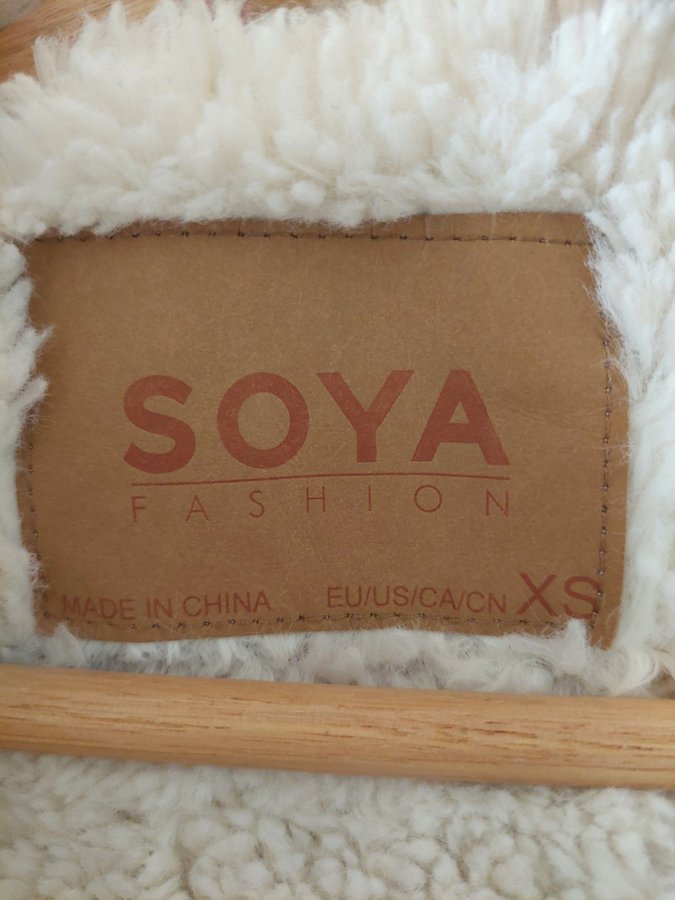 SOYA
FASHION
MADE IN CHINA EU/US/CA/CN XS